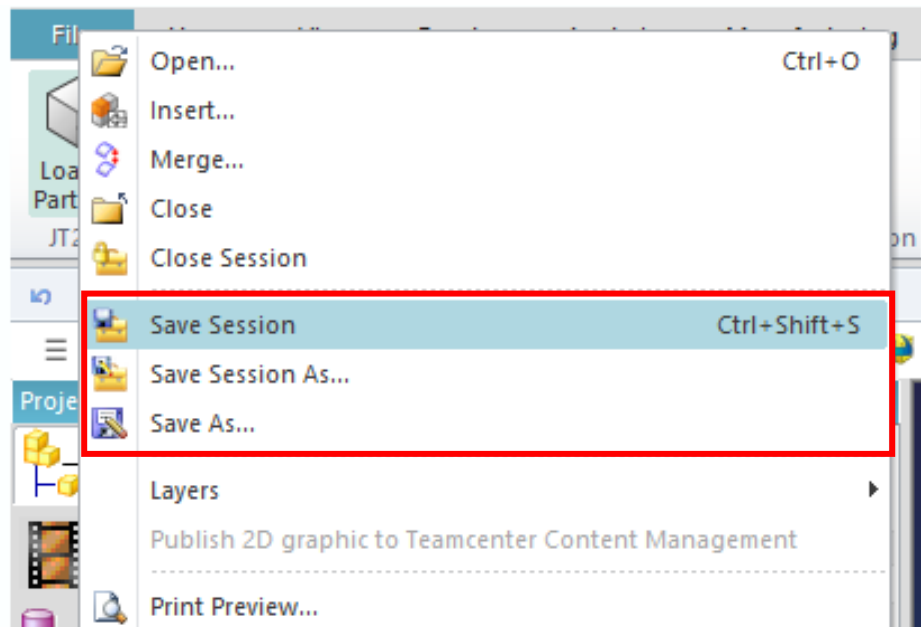 Open... Ctrl+O
Insert...
Merge...
Close
Close Session
Save Session Ctrl+Shift+S
Save Session As...
Save As...
Layers
Publish 2D graphic to Teamcenter Content Management
Print Preview...